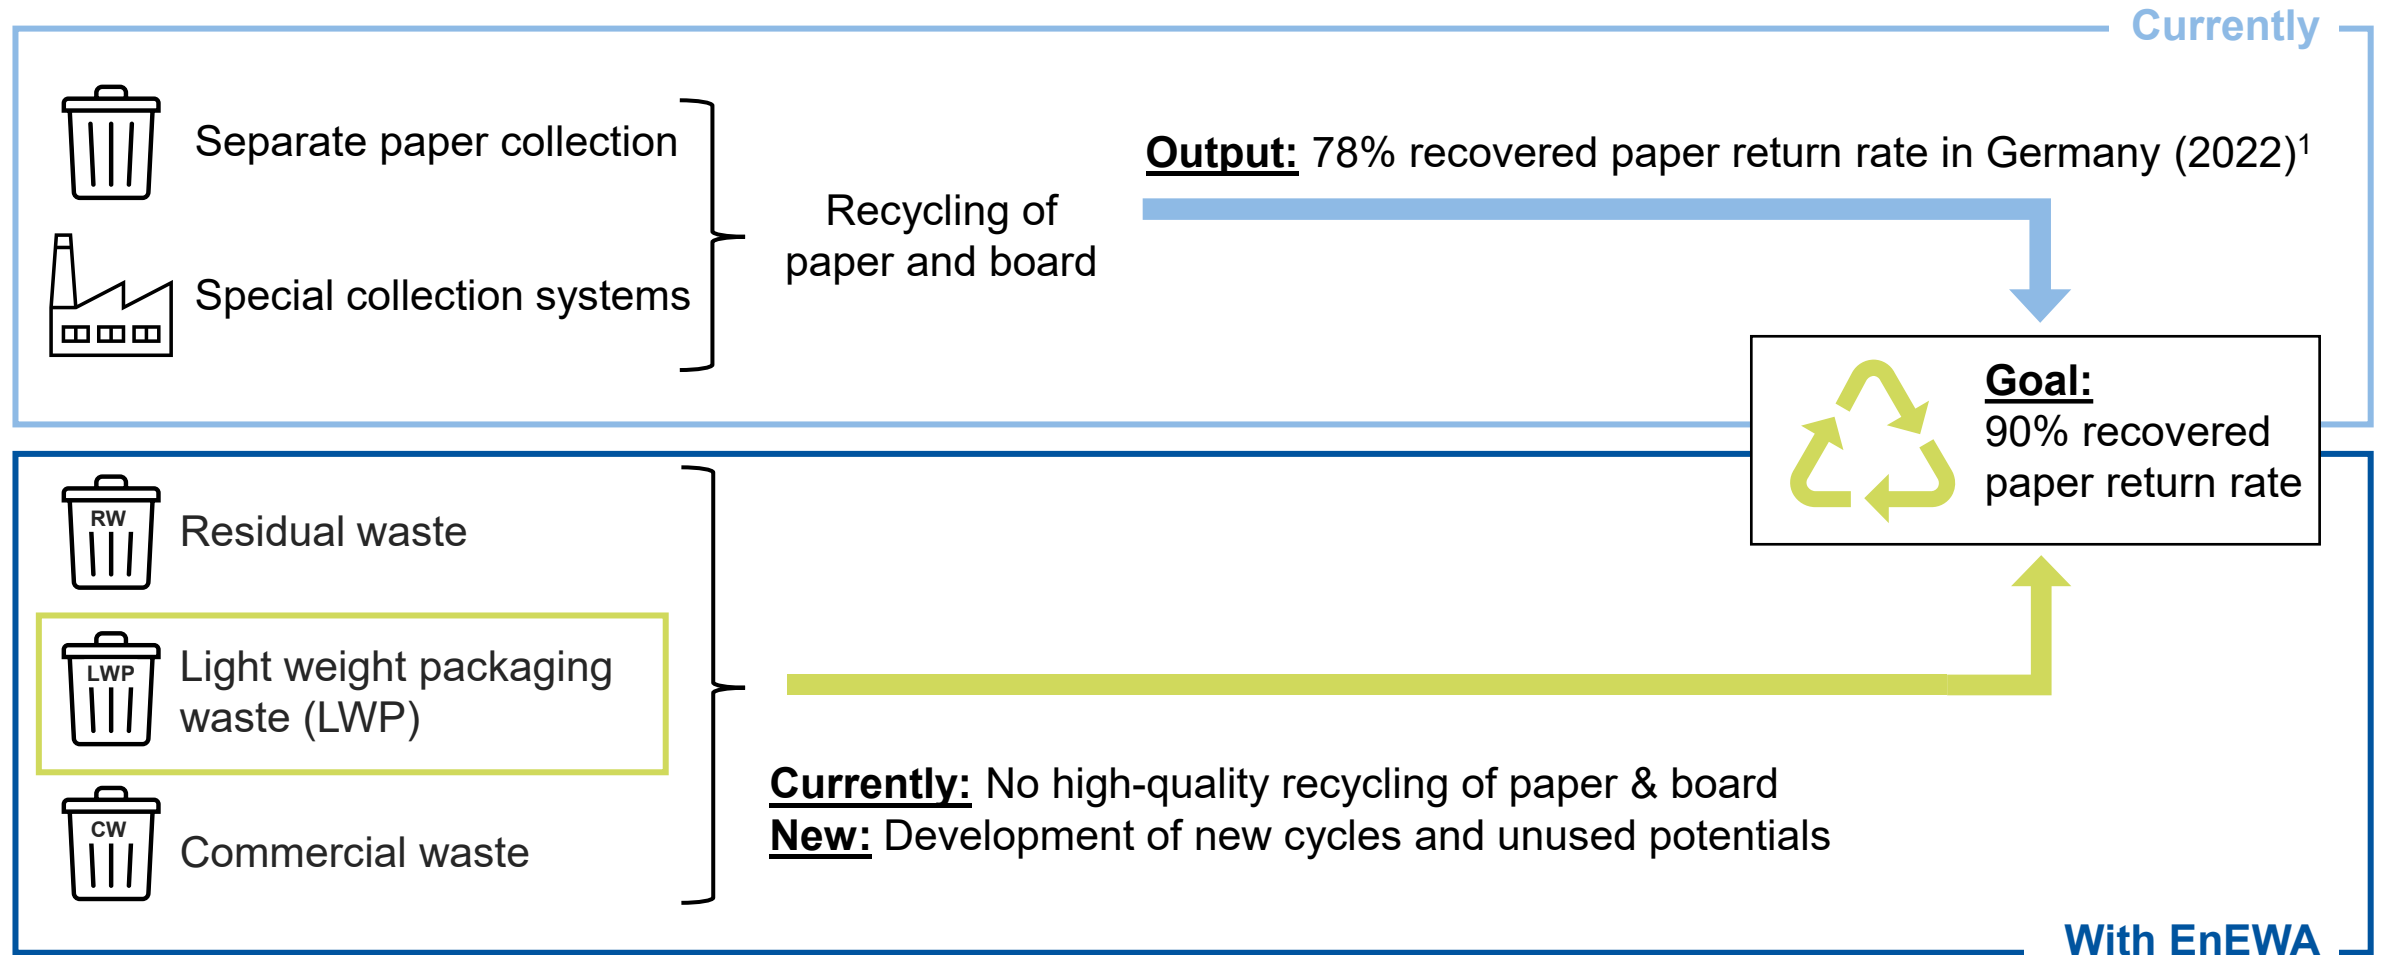 Currently
Separate paper collection
Special collection systems
Recycling of
paper and board
Output: 78% recovered paper return rate in Germany (2022)¹
Goal:
90% recovered
paper return rate
RW
Residual waste
LWP
Light weight packaging
waste (LWP)
CW
Commercial waste
Currently: No high-quality recycling of paper & board
New: Development of new cycles and unused potentials
With EnEWA